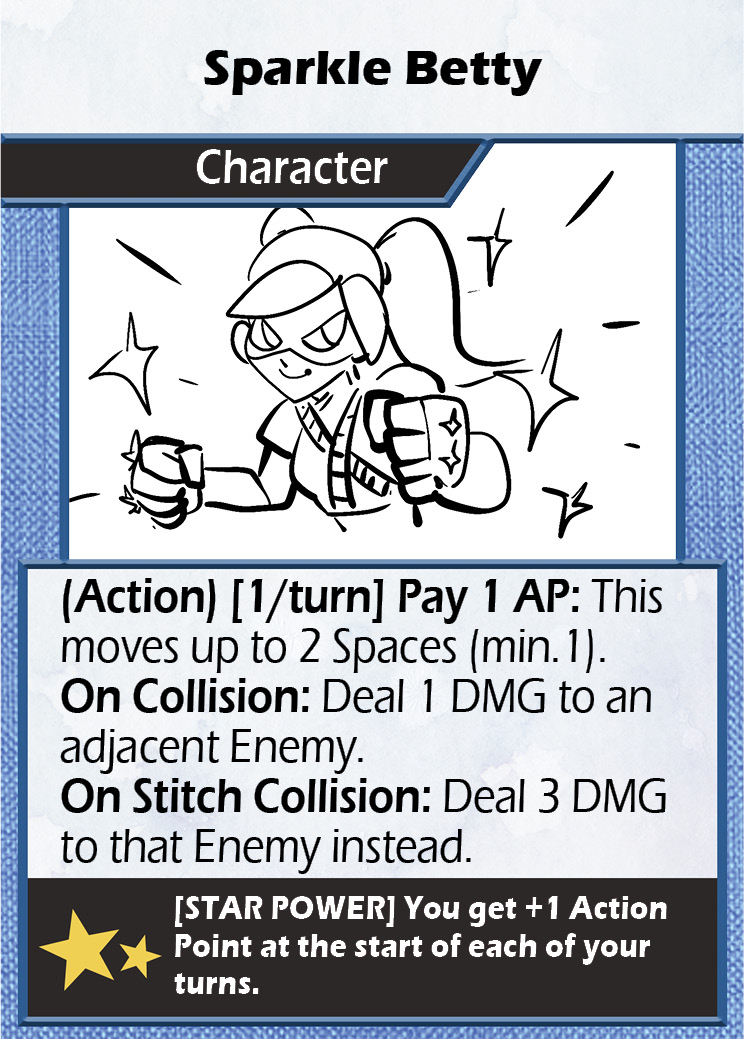 Sparkle Betty
Character
(Action) [1/turn] Pay 1 AP: This
moves up to 2 Spaces (min.1).
On Collision: Deal 1 DMG to an
adjacent Enemy.
On Stitch Collision: Deal 3 DMG
to that Enemy instead.
[STAR POWER] You get +1 Action
Point at the start of each of your
turns.